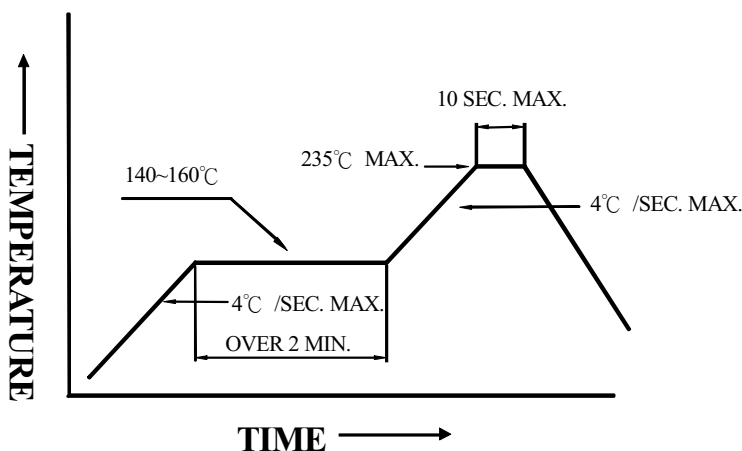 10 SEC. MAX.
235℃ MAX.
140~160℃
4℃ /SEC. MAX.
4℃ /SEC. MAX.
OVER 2 MIN.
TEMPERATURE
TIME